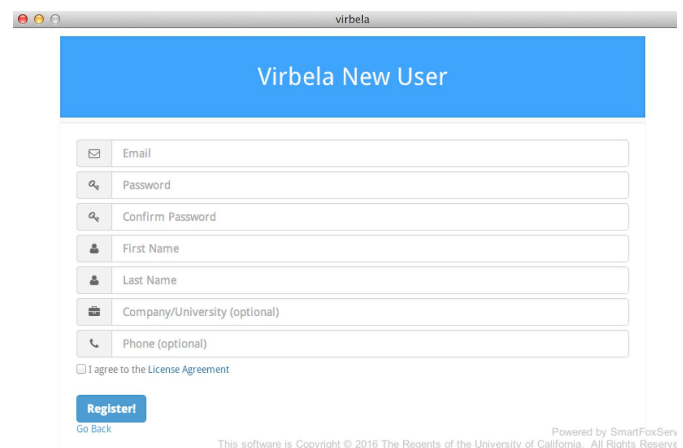 virbela
Virbela New User
Email
Password
Confirm Password
First Name
Last Name
Company/University (optional)
Phone (optional)
I agree to the License Agreement
Register!
Go Back
Powered by SmartFoxServ
This software is Copyright © 2016 The Regents of the University of California. All Rights Reserve